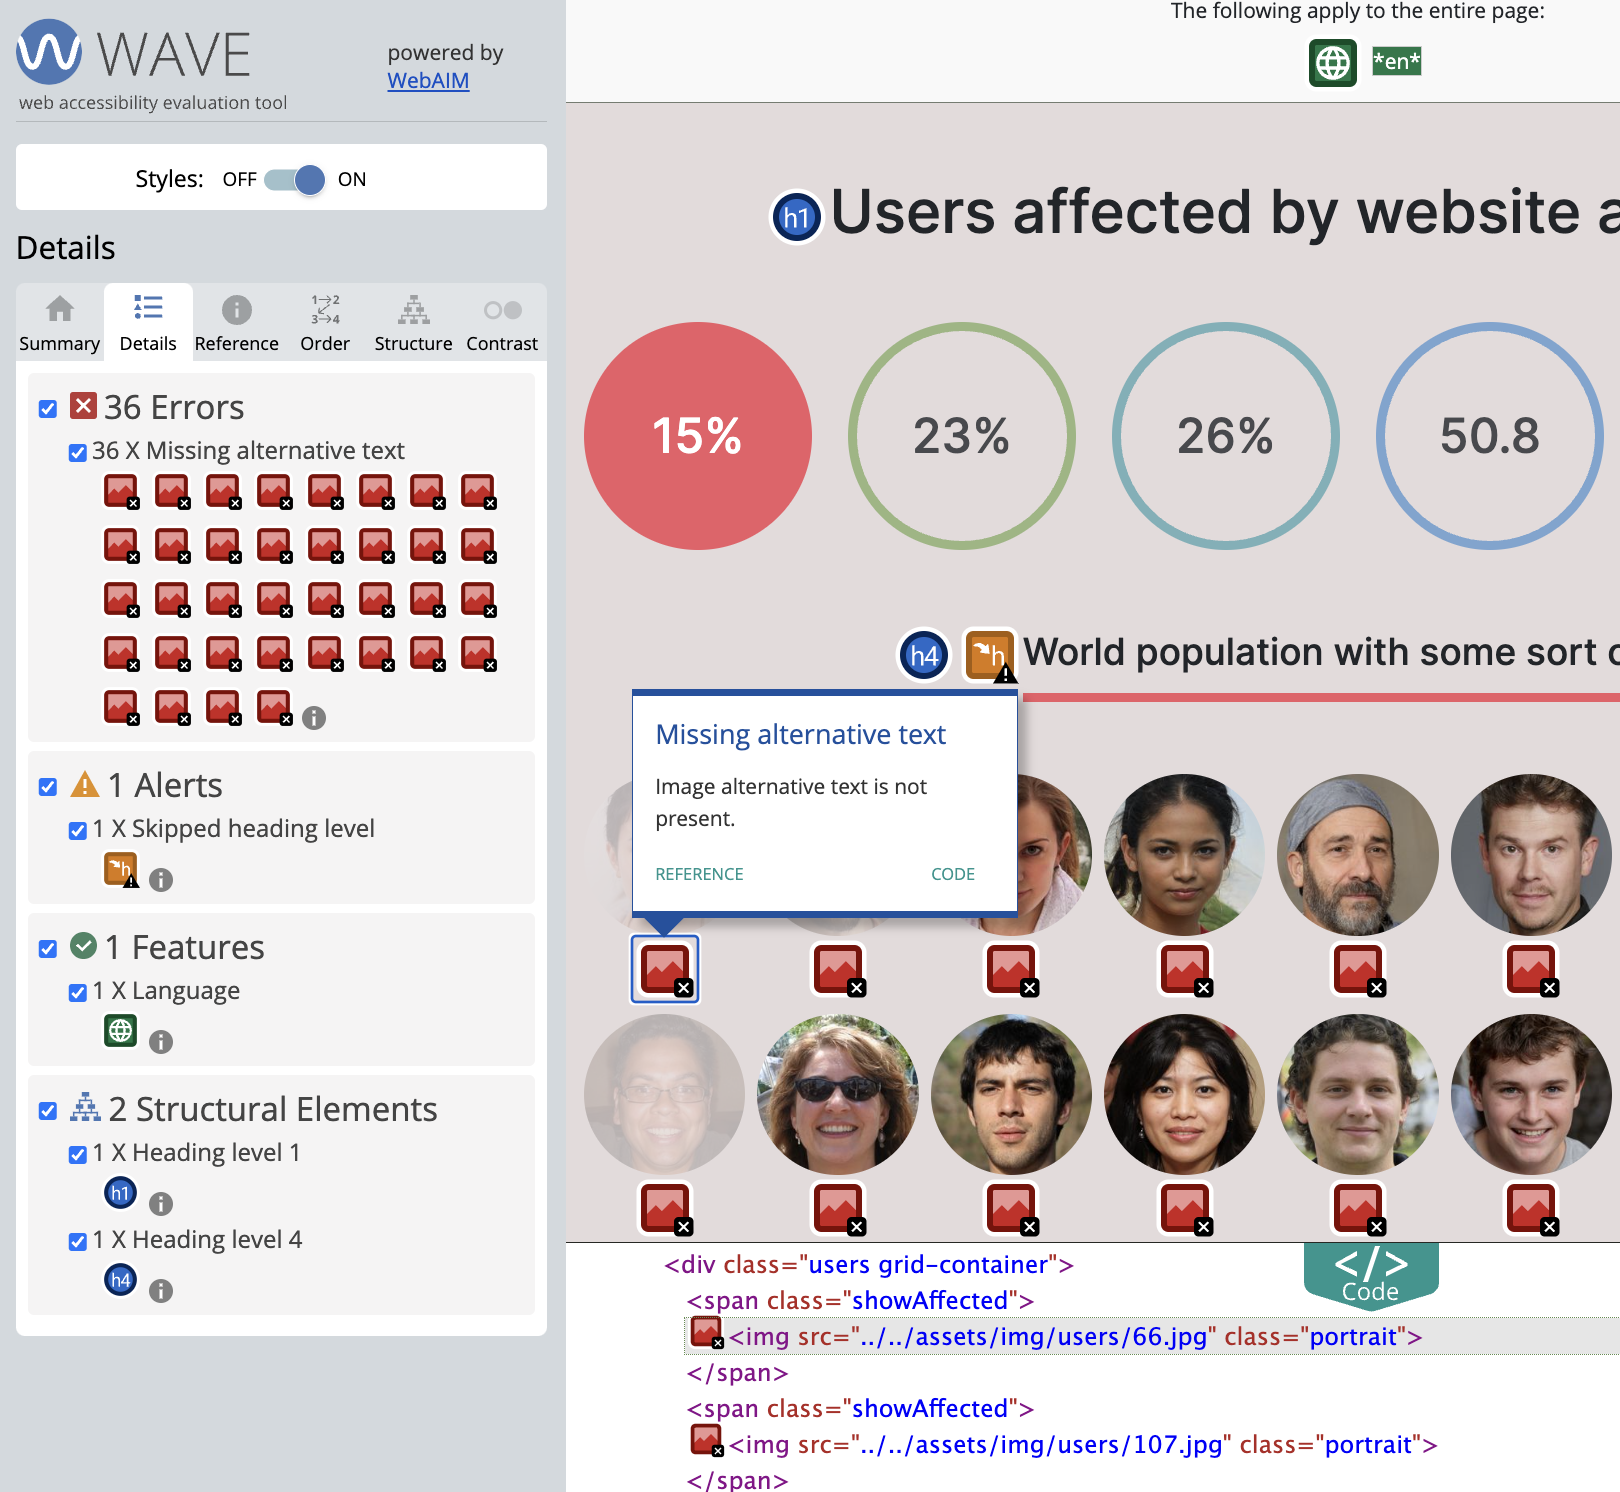 WAVE
web accessibility evaluation tool
powered by
WebAIM
Styles: OFF ON
Details
Summary Details Reference Order Structure Contrast
36 Errors
36 X Missing alternative text
1 Alerts
1 X Skipped heading level
1 Features
1 X Language
2 Structural Elements
1 X Heading level 1
h1
1 X Heading level 4
h4
The following apply to the entire page:
*en*
h1 Users affected by website a
15% 23% 26% 50.8
h4 h World population with some sort
Missing alternative text
Image alternative text is not
present.
REFERENCE CODE
</>
Code
<div class="users grid-container">
<span class="showAffected">
<img src="../../assets/img/users/66.jpg" class="portrait">
</span>
<span class="showAffected">
<img src="../../assets/img/users/107.jpg" class="portrait">
</span>